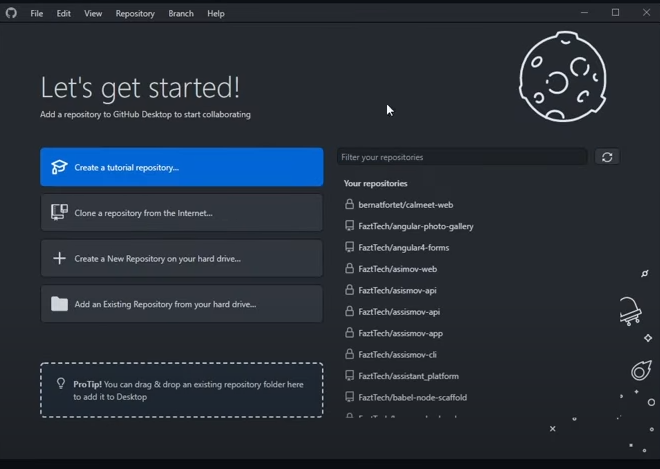 File Edit View Repository Branch Help
Let's get started!
Add a repository to GitHub Desktop to start collaborating
Create a tutorial repository...
Clone a repository from the Internet...
Create a New Repository on your hard drive...
Add an Existing Repository from your hard drive...
ProTip! You can drag & drop an existing repository folder here
to add it to Desktop
Filter your repositories
Your repositories
bernatfortet/calmeet-web
FaztTech/angular-photo-gallery
FaztTech/angular4-forms
FaztTech/asimov-web
FaztTech/asismov-api
FaztTech/assismov-api
FaztTech/assismov-app
FaztTech/assismov-cli
FaztTech/assistant_platform
FaztTech/babel-node-scaffold